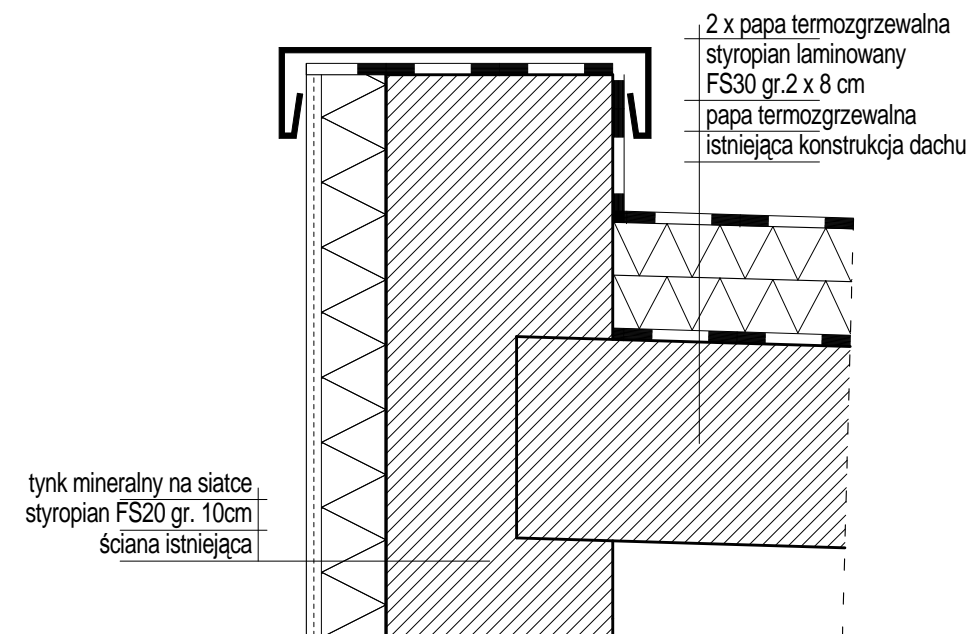 2 x papa termozgrzewalna
styropian laminowany
FS30 gr.2 x 8 cm
papa termozgrzewalna
istniejąca konstrukcja dachu
tynk mineralny na siatce
styropian FS20 gr. 10cm
ściana istniejąca